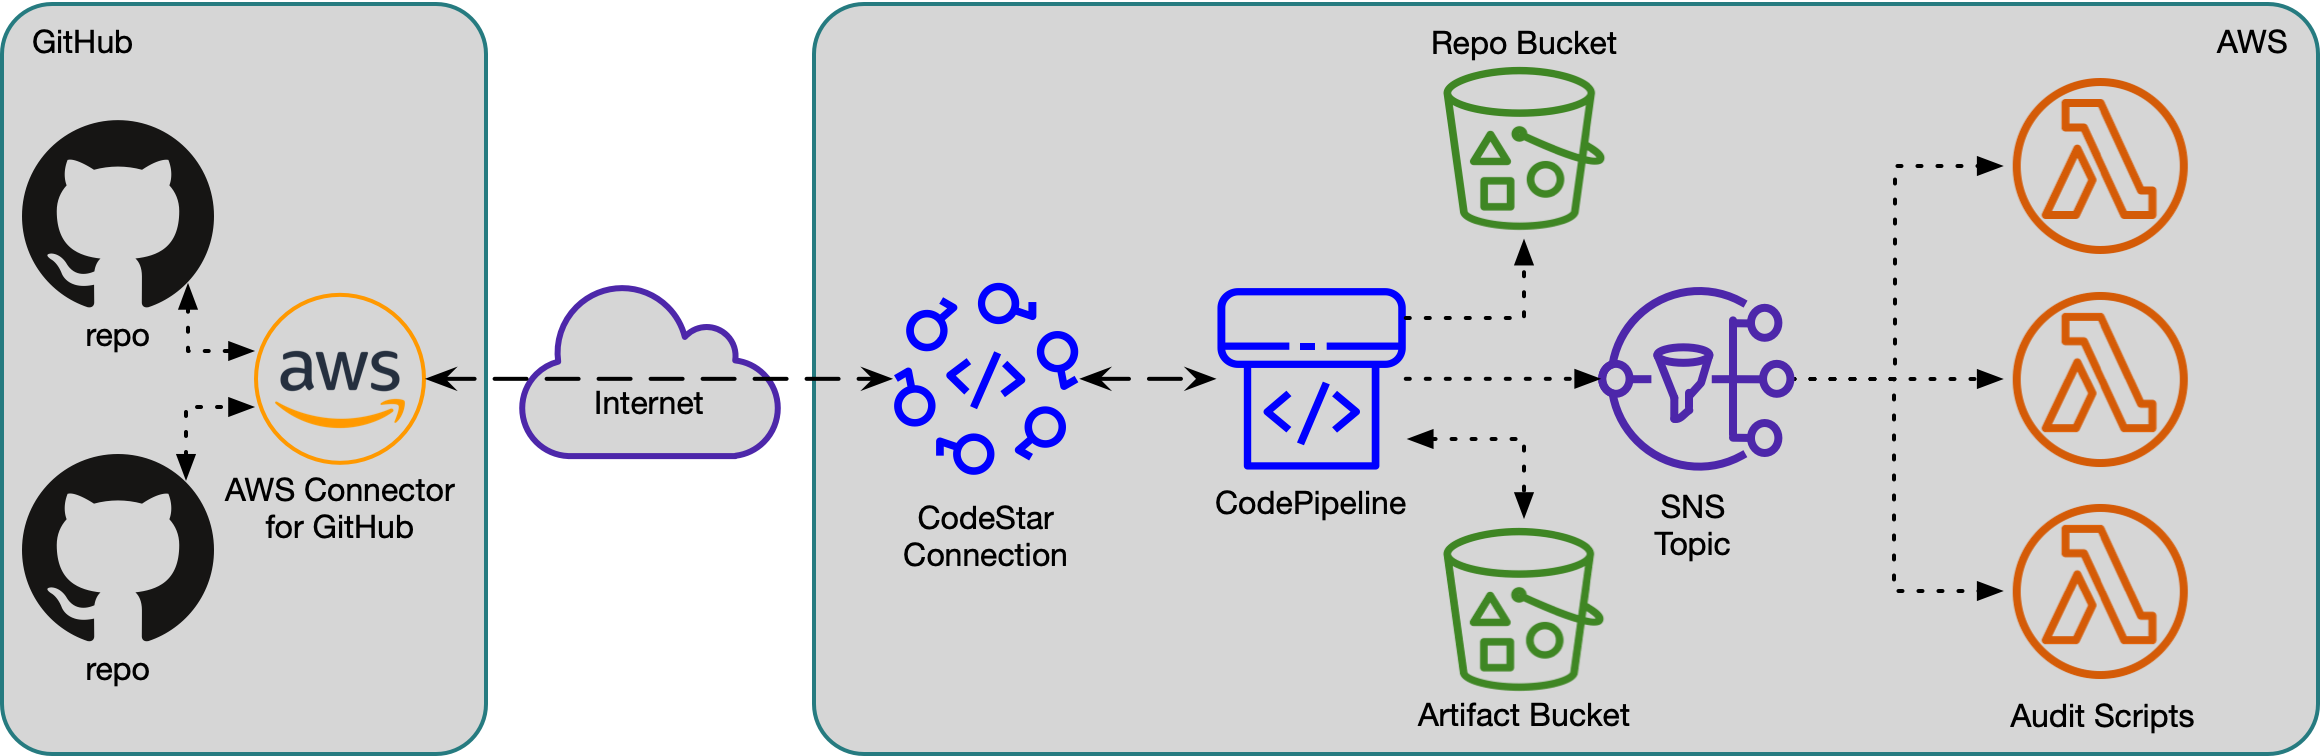 GitHub
repo
aws
AWS Connector
for GitHub
repo
Internet
AWS
Repo Bucket
CodeStar
Connection
CodePipeline
SNS
Topic
Artifact Bucket
Audit Scripts